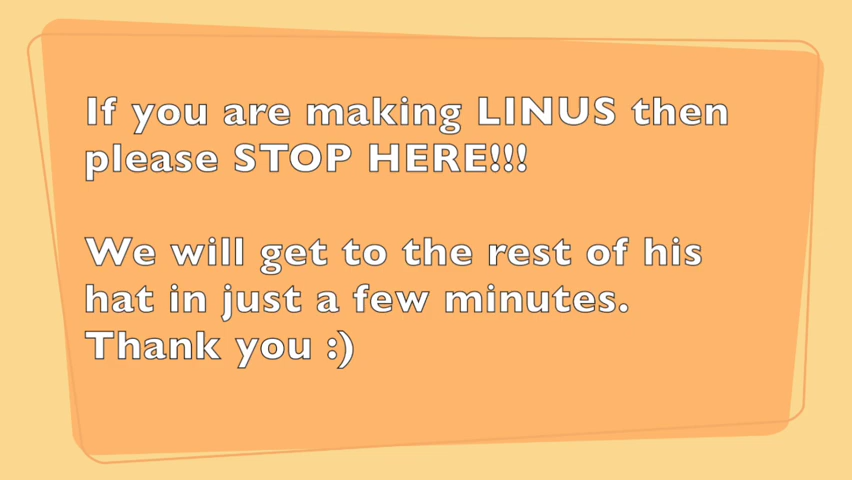 If you are making LINUS then
please STOP HERE!!!
We will get to the rest of his
hat in just a few minutes.
Thank you :)